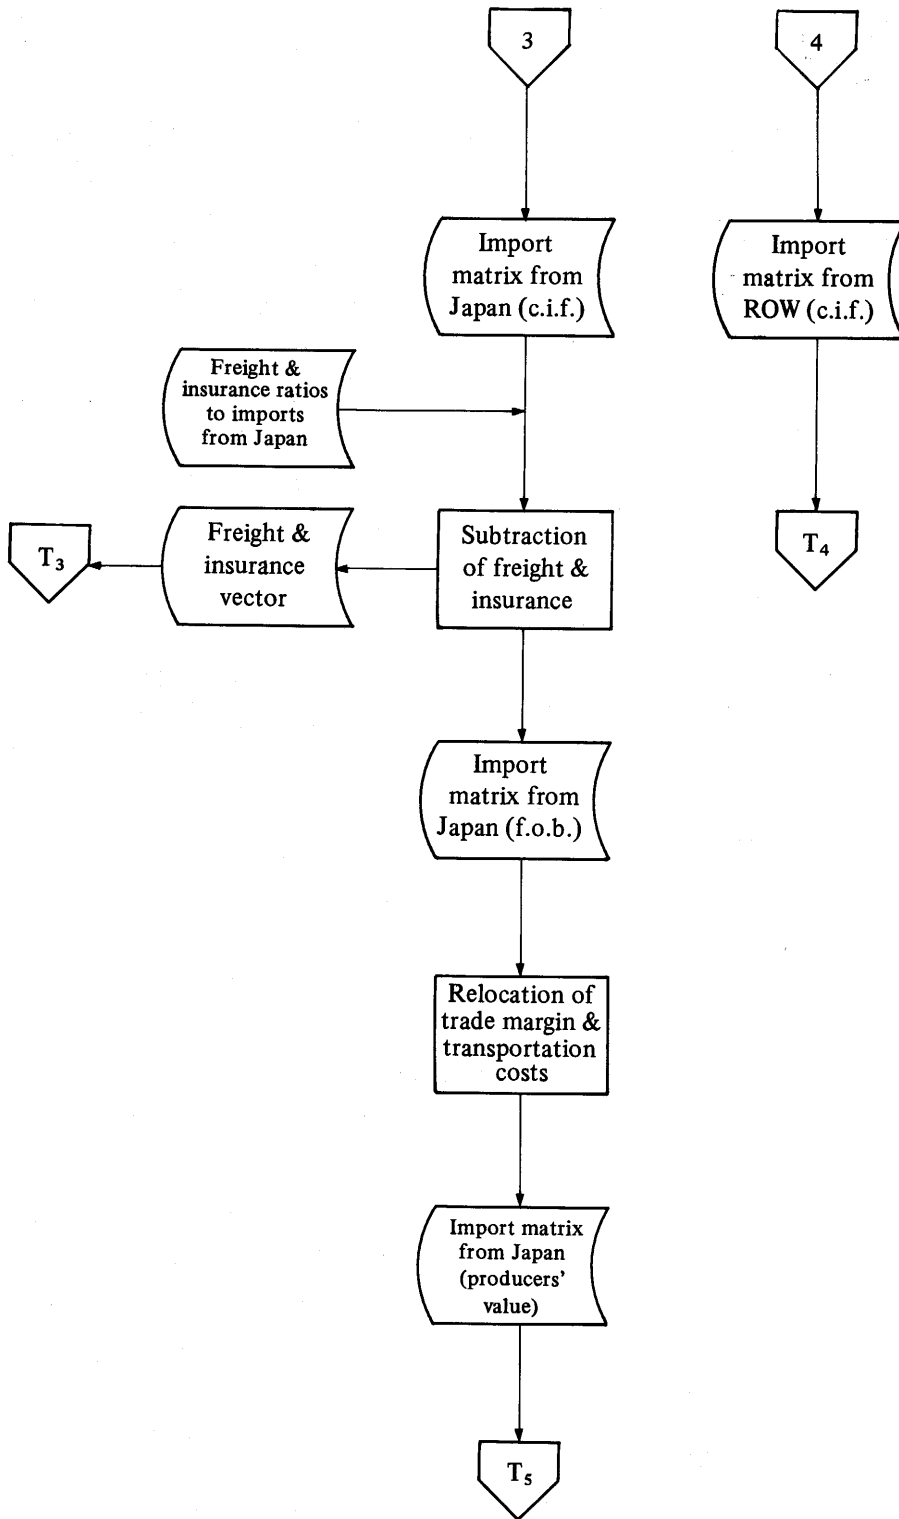 3
4
Import
matrix from
Japan (c.i.f.)
Import
matrix from
ROW (c.i.f.)
Freight &
insurance ratios
to imports
from Japan
T₃
Freight &
insurance
vector
Subtraction
of freight &
insurance
T₄
Import
matrix from
Japan (f.o.b.)
Relocation of
trade margin &
transportation
costs
Import matrix
from Japan
(producers’
value)
T₅